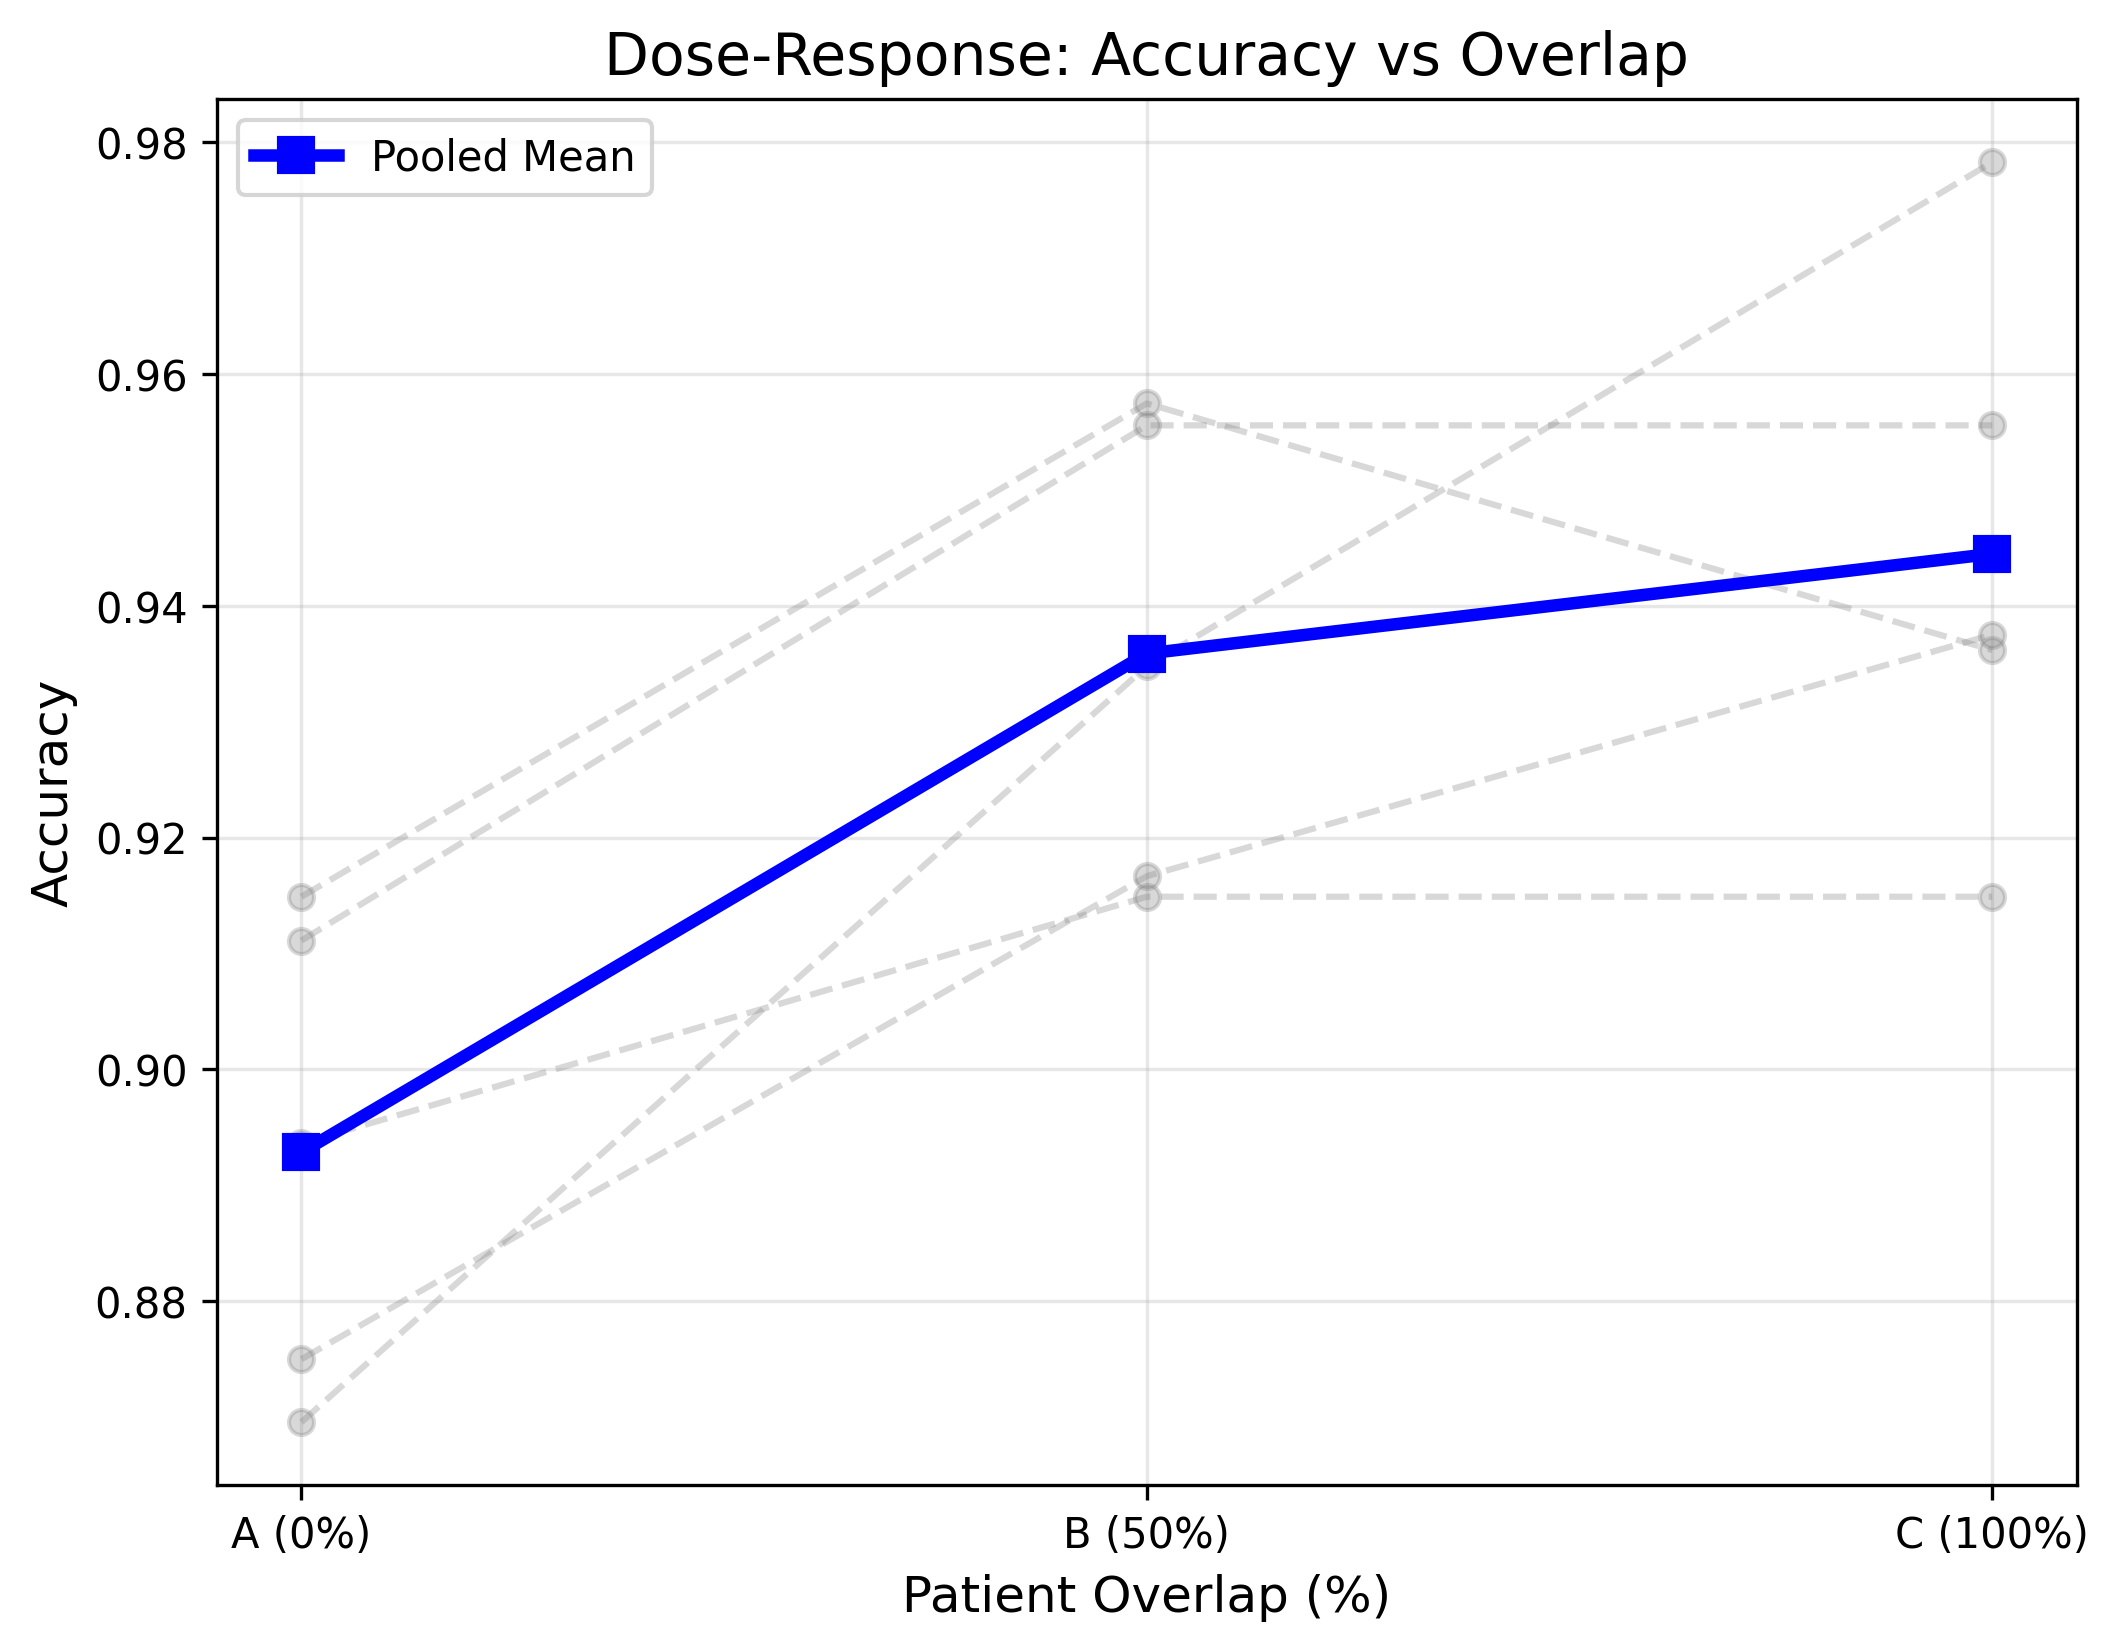 Dose-Response: Accuracy vs Overlap
Pooled Mean
0.98
0.96
0.94
0.92
0.90
0.88
Accuracy
A (0%)
B (50%)
C (100%)
Patient Overlap (%)